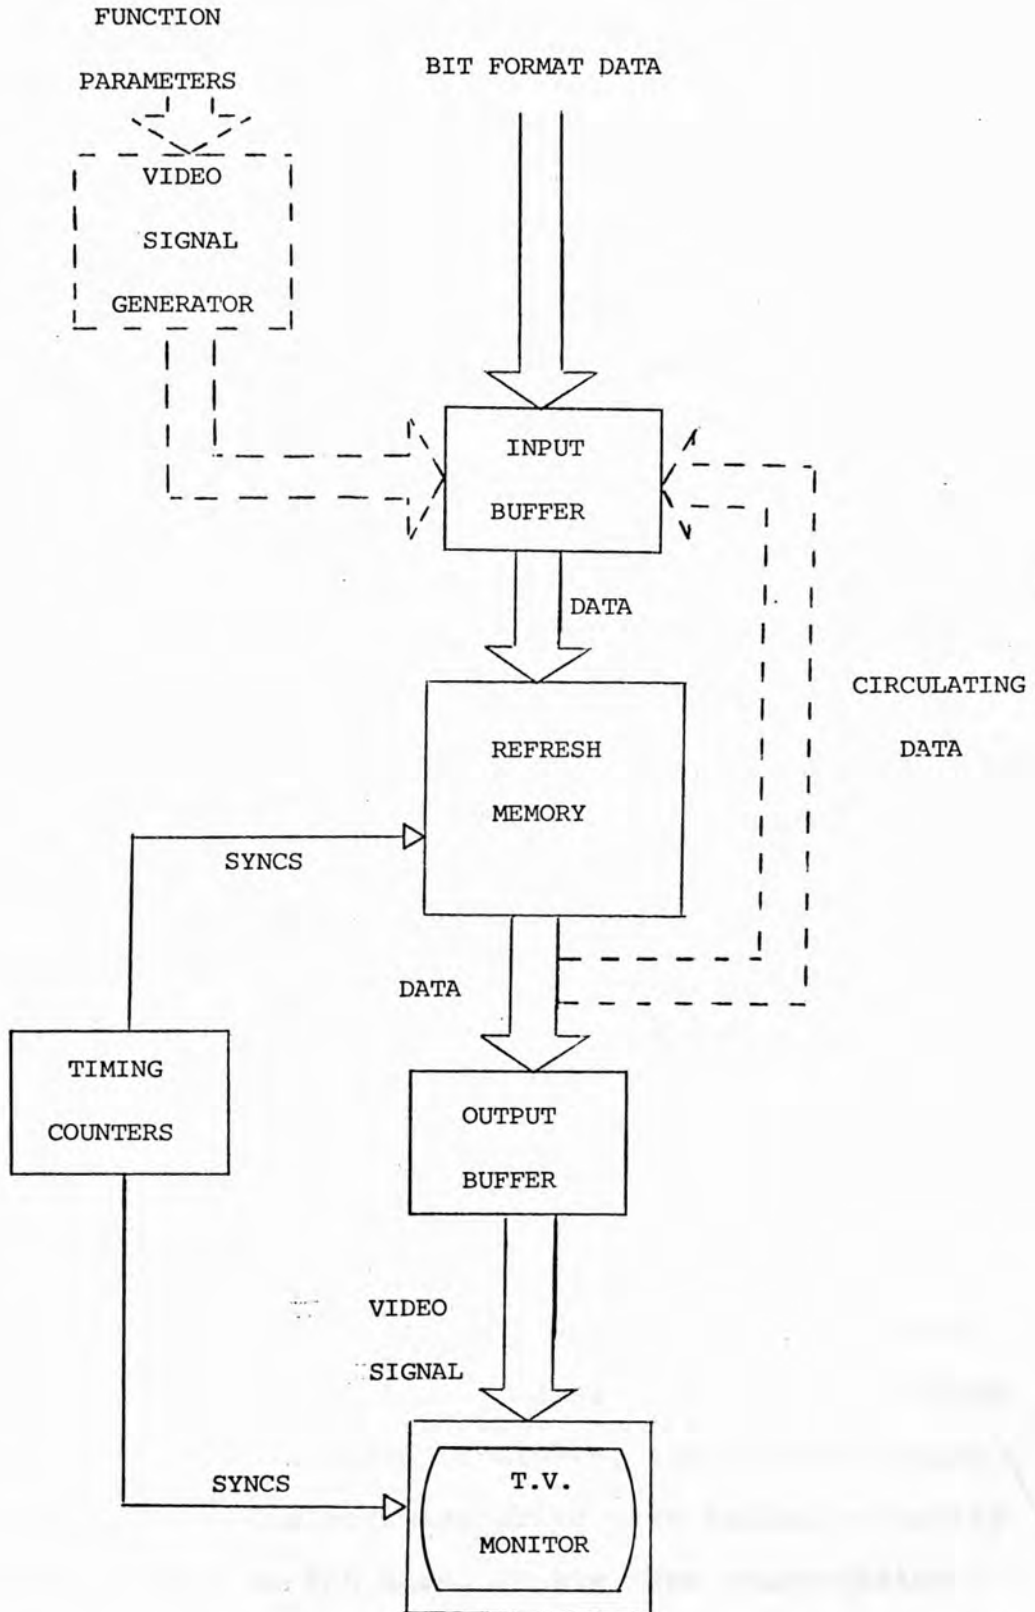 FUNCTION
PARAMETERS
BIT FORMAT DATA
VIDEO
SIGNAL
GENERATOR
INPUT
BUFFER
DATA
CIRCULATING
DATA
REFRESH
MEMORY
SYNCS
DATA
TIMING
COUNTERS
OUTPUT
BUFFER
VIDEO
SIGNAL
SYNCS
T.V.
MONITOR